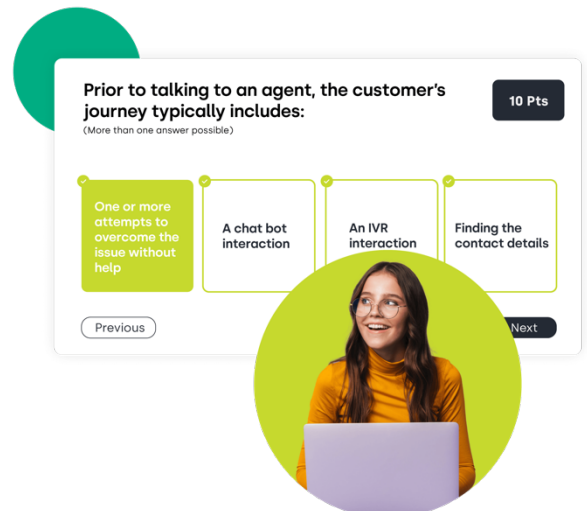 Prior to talking to an agent, the customer's
journey typically includes:
(More than one answer possible)
10 Pts
One or more
attempts to
overcome the
issue without
help
A chat bot
interaction
An IVR
interaction
Finding the
contact details
Previous
Next